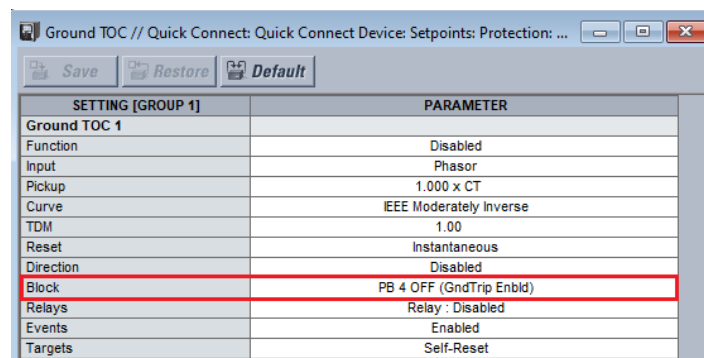 Ground TOC // Quick Connect: Quick Connect Device: Setpoints: Protection: ...
Save Restore Default
SETTING [GROUP 1] PARAMETER
Ground TOC 1
Function Disabled
Input Phasor
Pickup 1.000 x CT
Curve IEEE Moderately Inverse
TDM 1.00
Reset Instantaneous
Direction Disabled
Block PB 4 OFF (GndTrip Enbld)
Relays Relay : Disabled
Events Enabled
Targets Self-Reset